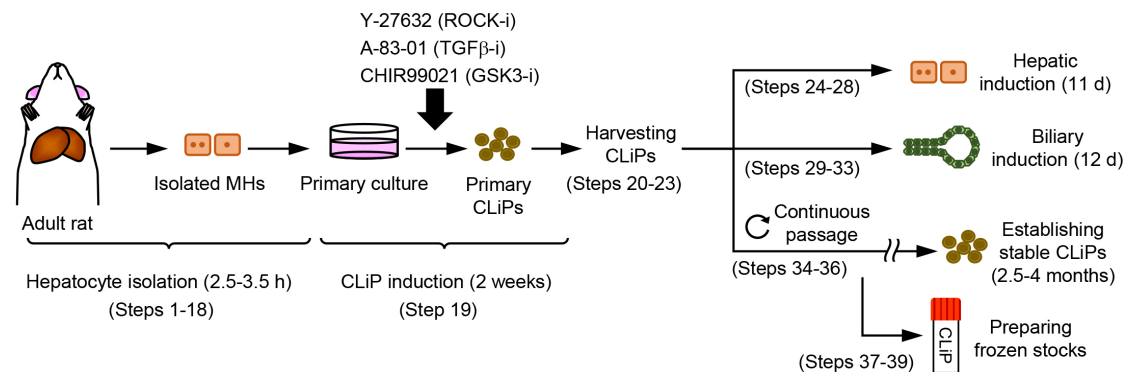 Y-27632 (ROCK-i)
A-83-01 (TGFβ-i)
CHIR99021 (GSK3-i)
Adult rat
Isolated MHs
Primary culture
Primary
CLiPs
Harvesting
CLiPs
(Steps 20-23)
Hepatocyte isolation (2.5-3.5 h)
(Steps 1-18)
CLiP induction (2 weeks)
(Step 19)
(Steps 24-28)
Hepatic
induction (11 d)
(Steps 29-33)
Biliary
induction (12 d)
Continuous
passage
(Steps 34-36)
Establishing
stable CLiPs
(2.5-4 months)
(Steps 37-39)
CLiP
Preparing
frozen stocks